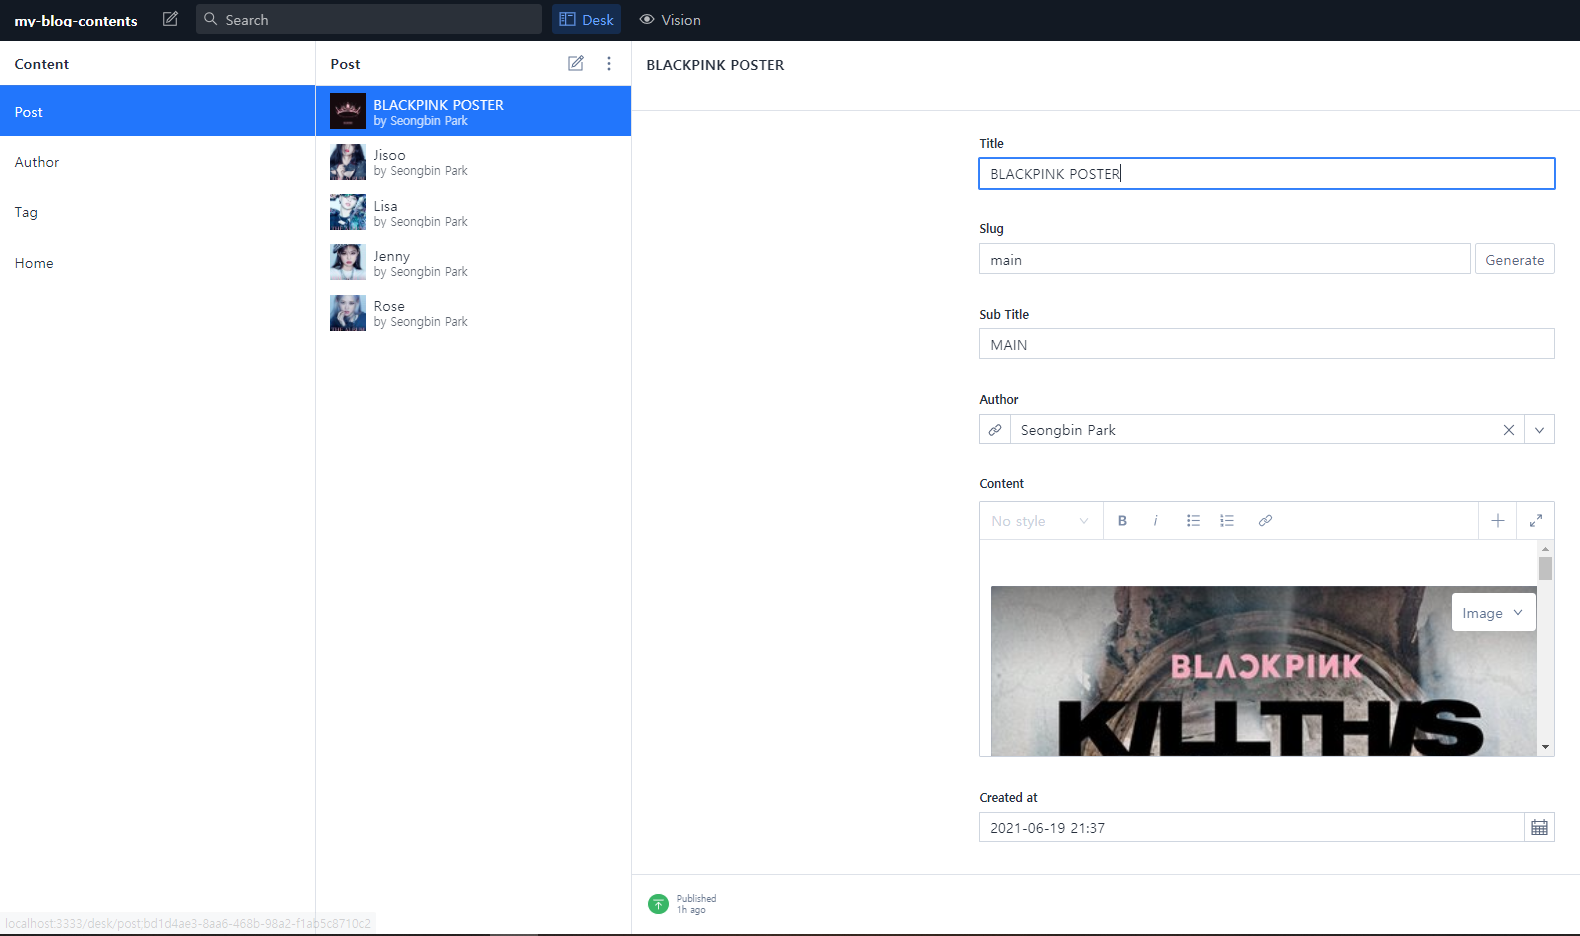 my-blog-contents
Search
Desk
Vision
Content
Post
Author
Tag
Home
Post
BLACKPINK POSTER
by Seongbin Park
Jisoo
by Seongbin Park
Lisa
by Seongbin Park
Jenny
by Seongbin Park
Rose
by Seongbin Park
BLACKPINK POSTER
Title
BLACKPINK POSTER
Slug
main
Generate
Sub Title
MAIN
Author
Seongbin Park
Content
No style
B
i
Image
BLACKPINK
KILL THIS
Created at
2021-06-19 21:37
Published
1h ago
localhost:3333/desk/post;bd1d4ae3-8aa6-468b-98a2-f1ab5c8710c2